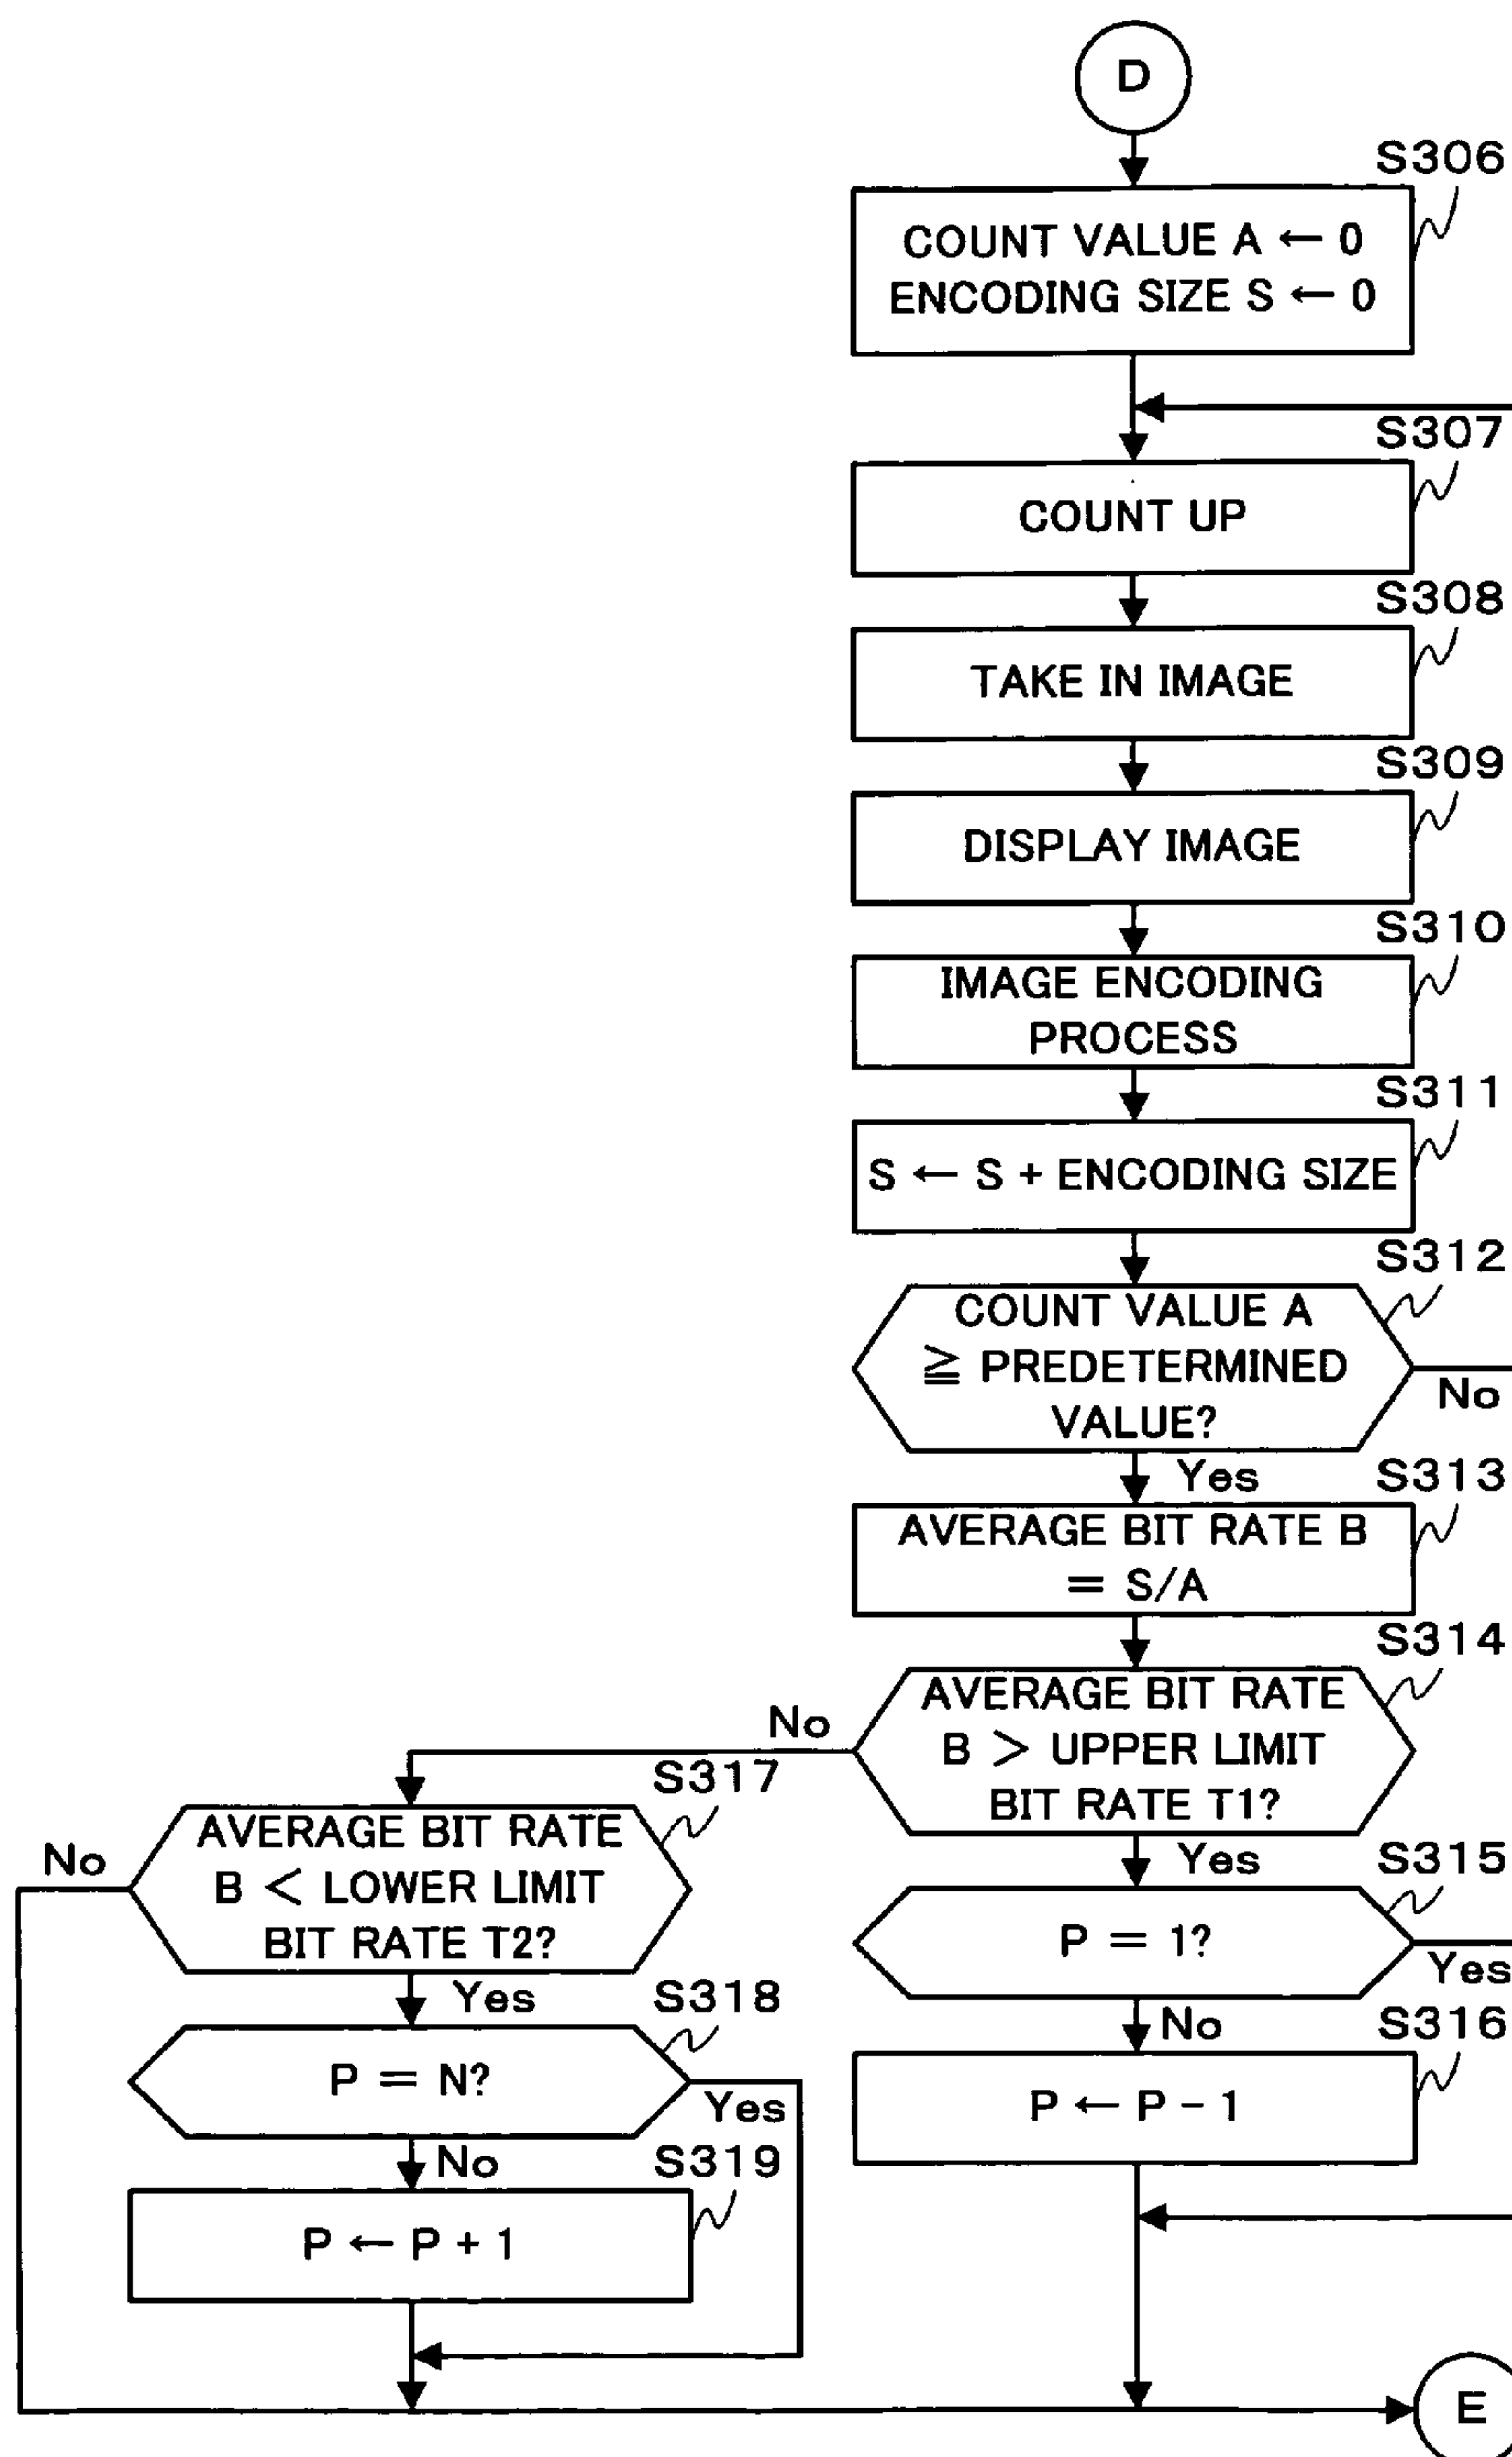 D
S306
COUNT VALUE A ← 0
ENCODING SIZE S ← 0
S307
COUNT UP
S308
TAKE IN IMAGE
S309
DISPLAY IMAGE
S310
IMAGE ENCODING
PROCESS
S311
S ← S + ENCODING SIZE
S312
COUNT VALUE A
≧ PREDETERMINED
VALUE?
No
Yes
S313
AVERAGE BIT RATE B
= S/A
S314
AVERAGE BIT RATE
B > UPPER LIMIT
BIT RATE T1?
No
Yes
S317
AVERAGE BIT RATE
B < LOWER LIMIT
BIT RATE T2?
No
Yes
S315
P = 1?
Yes
No
S318
P = N?
Yes
No
S316
P ← P - 1
S319
P ← P + 1
E